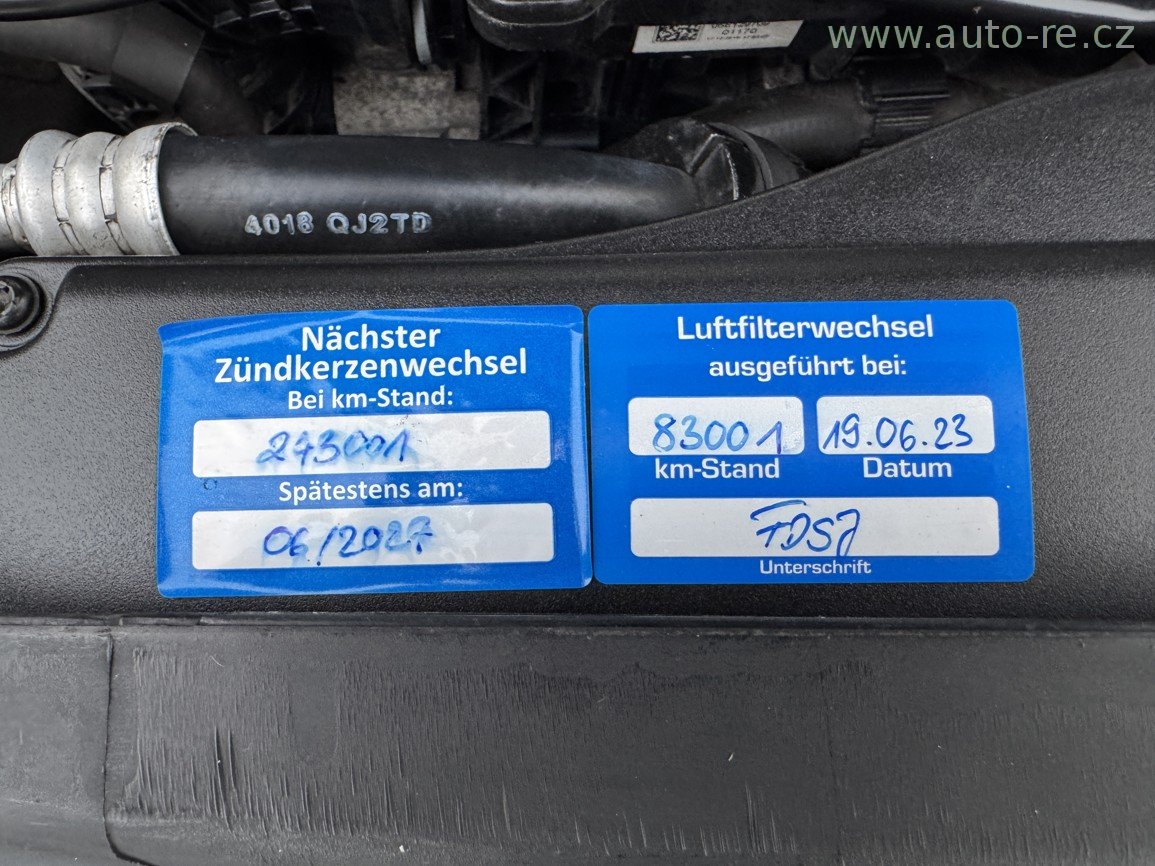 01170
www.auto-re.cz
4018 QJ2TD
Nächster
Zündkerzenwechsel
Bei km-Stand:
243001
Spätestens am:
06/2027
Luftfilterwechsel
ausgeführt bei:
83001
19.06.23
km-Stand
Datum
Unterschrift